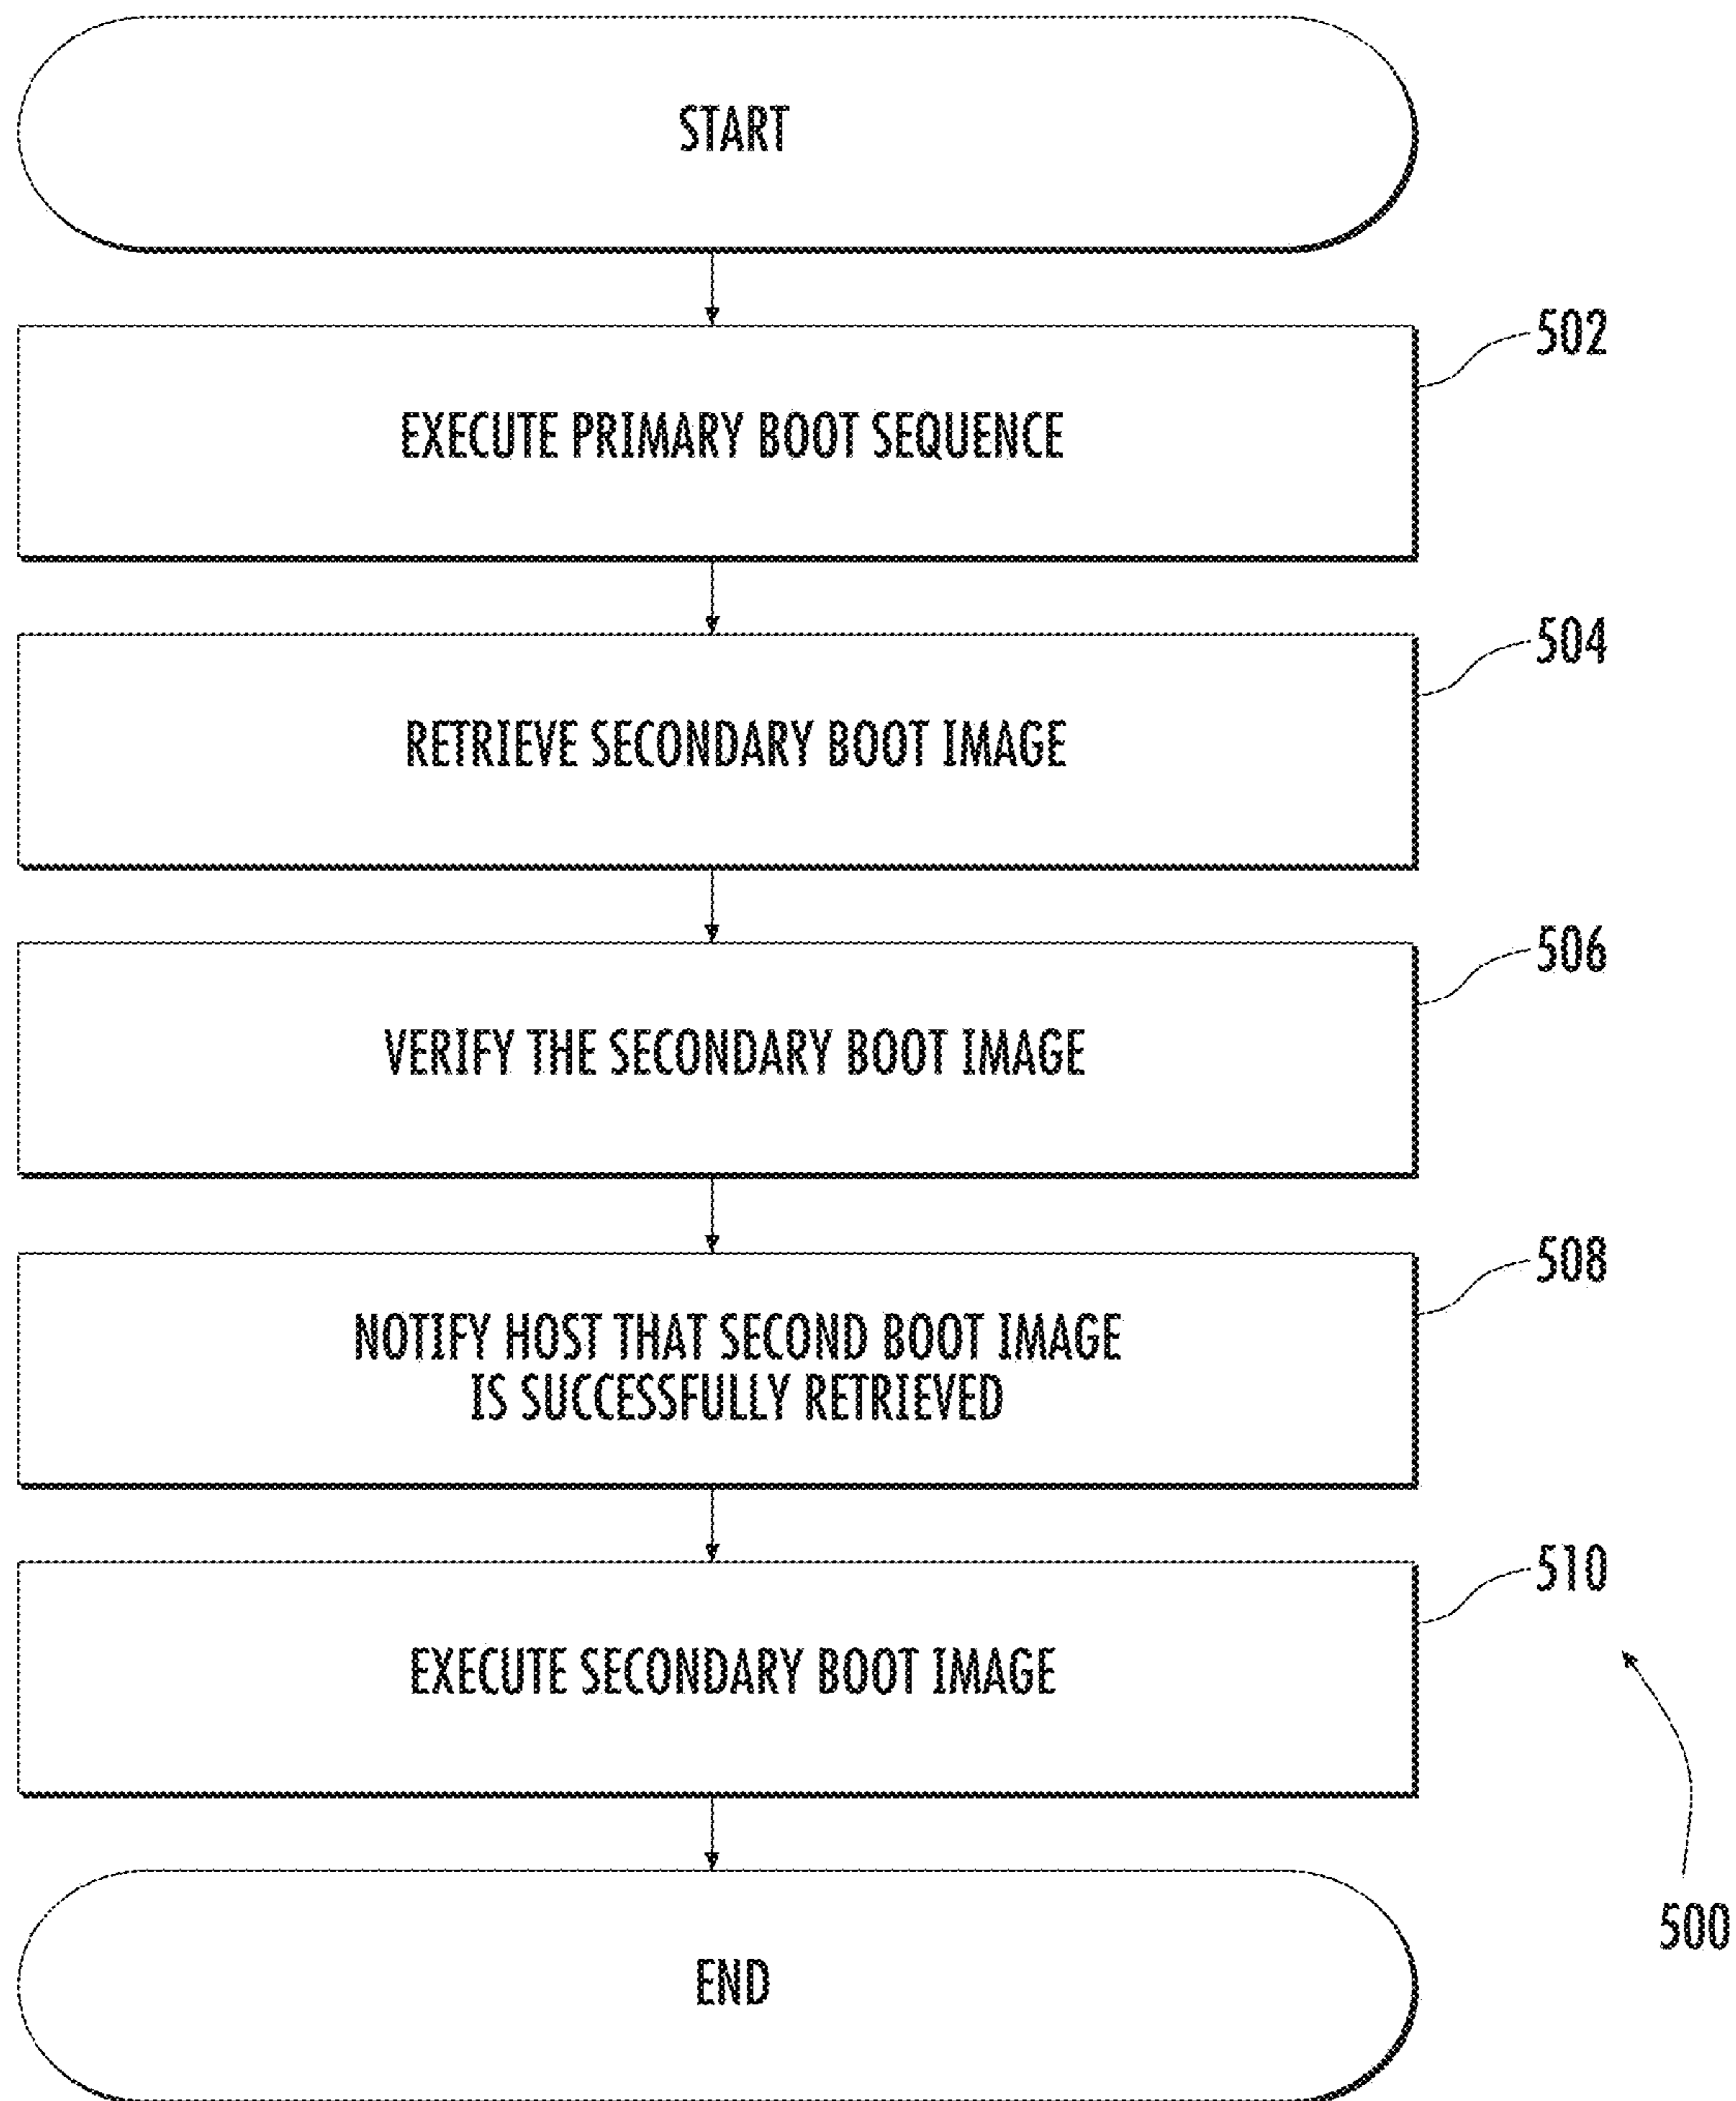 START
502
EXECUTE PRIMARY BOOT SEQUENCE
504
RETRIEVE SECONDARY BOOT IMAGE
506
VERIFY THE SECONDARY BOOT IMAGE
508
NOTIFY HOST THAT SECOND BOOT IMAGE
IS SUCCESSFULLY RETRIEVED
510
EXECUTE SECONDARY BOOT IMAGE
500
END